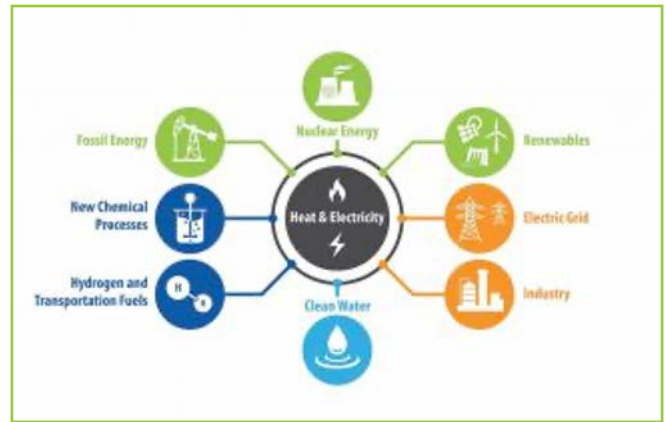 Nuclear Energy
Fossil Energy
Renewables
New Chemical
Processes
Heat & Electricity
Electric Grid
Hydrogen and
Transportation Fuels
H
H
Industry
Clean Water